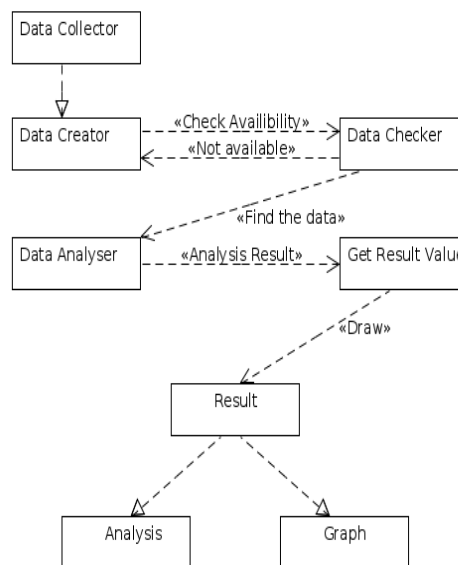 Data Collector
Data Creator
«Check Availibility»
Data Checker
«Not available»
«Find the data»
Data Analyser
«Analysis Result»
Get Result Value
«Draw»
Result
Analysis
Graph